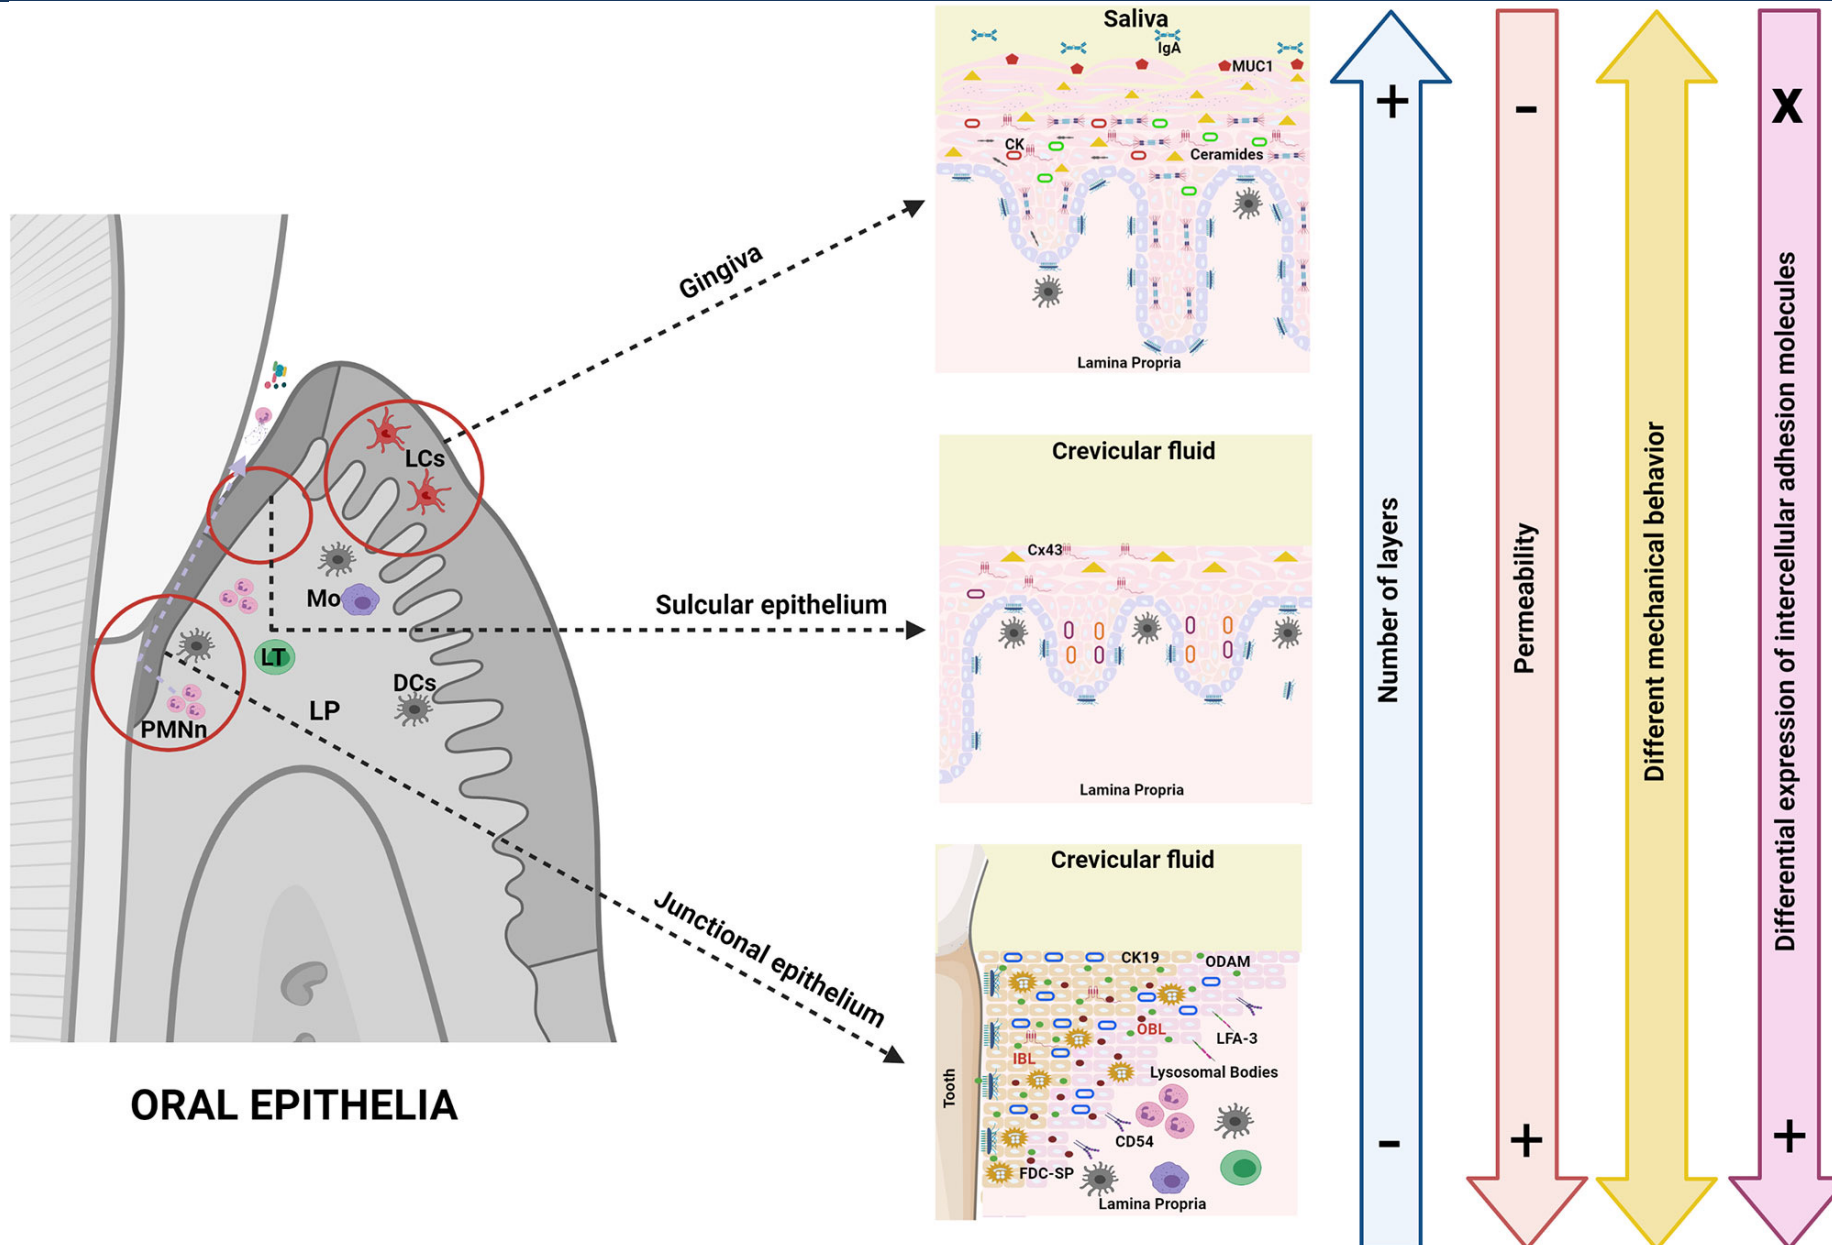 Gingiva
Sulcular epithelium
Junctional epithelium
LCs
Mo
LT
DCs
LP
PMNn
ORAL EPITHELIA
Saliva
IgA
MUC1
CK
Ceramides
Lamina Propria
Crevicular fluid
Cx43
Lamina Propria
Crevicular fluid
CK19
ODAM
OBL
LFA-3
IBL
Lysosomal Bodies
Tooth
CD54
FDC-SP
Lamina Propria
+
Number of layers
-
-
Permeability
+
Different mechanical behavior
X
Differential expression of intercellular adhesion molecules
+